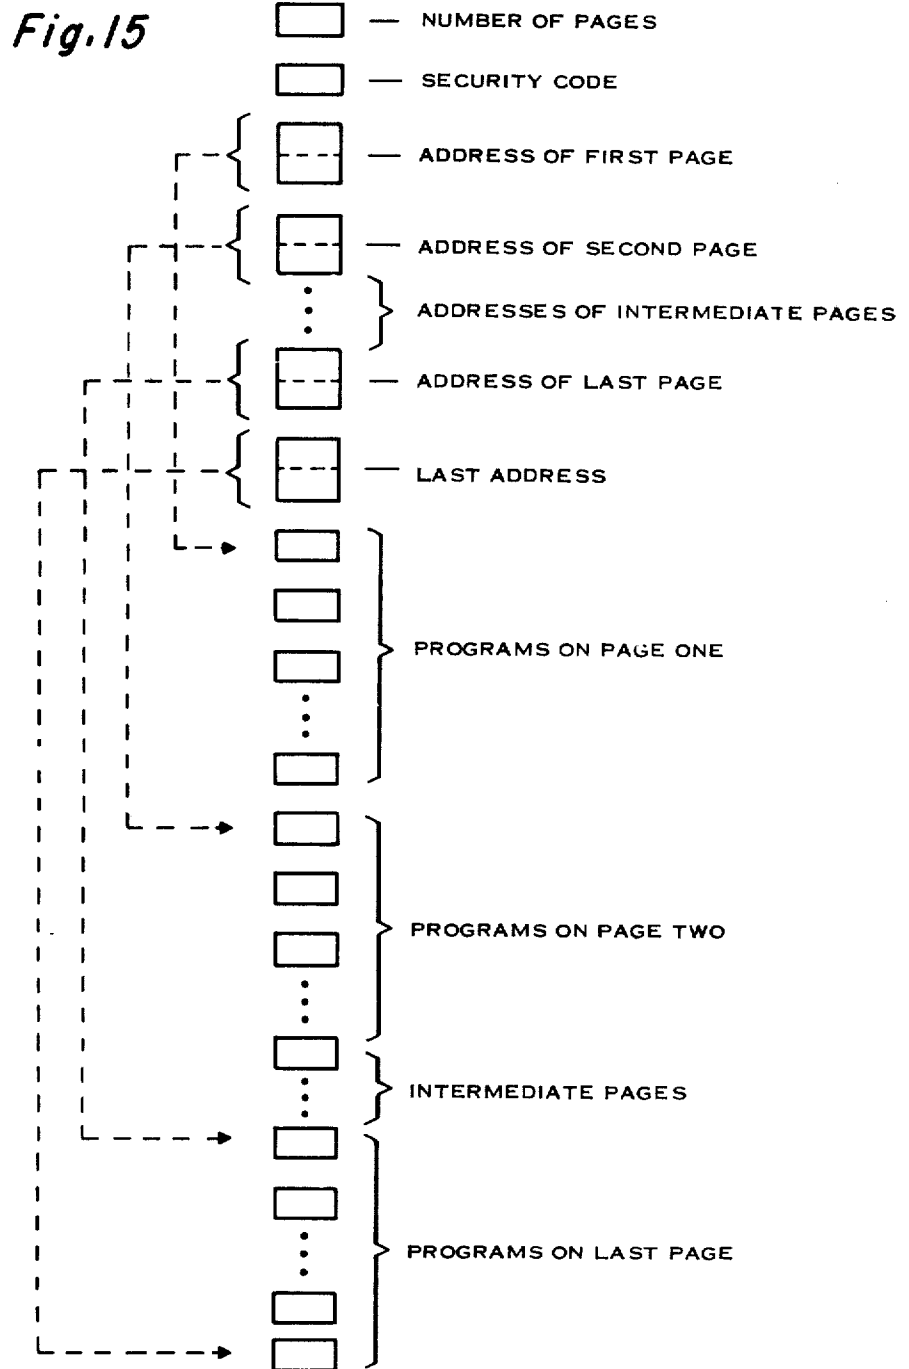 Fig.15
NUMBER OF PAGES
SECURITY CODE
ADDRESS OF FIRST PAGE
ADDRESS OF SECOND PAGE
ADDRESSES OF INTERMEDIATE PAGES
ADDRESS OF LAST PAGE
LAST ADDRESS
PROGRAMS ON PAGE ONE
PROGRAMS ON PAGE TWO
INTERMEDIATE PAGES
PROGRAMS ON LAST PAGE